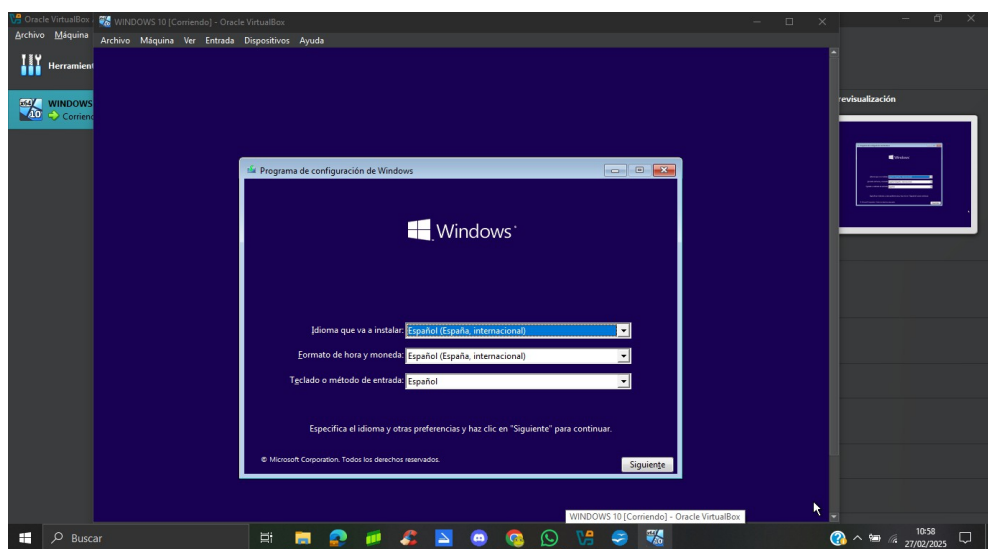 Oracle VirtualBox
WINDOWS 10 [Corriendo] - Oracle VirtualBox
Archivo Máquina
Archivo Máquina Ver Entrada Dispositivos Ayuda
Herramien
WINDOWS
Corriend
x64
10
revisualización
Programa de configuración de Windows
Windows
Idioma que va a instalar: Español (España, internacional)
Formato de hora y moneda: Español (España, internacional)
Teclado o método de entrada: Español
Especifica el idioma y otras preferencias y haz clic en "Siguiente" para continuar.
© Microsoft Corporation. Todos los derechos reservados.
Siguiente
WINDOWS 10 [Corriendo] - Oracle VirtualBox
Buscar
10:58
27/02/2025